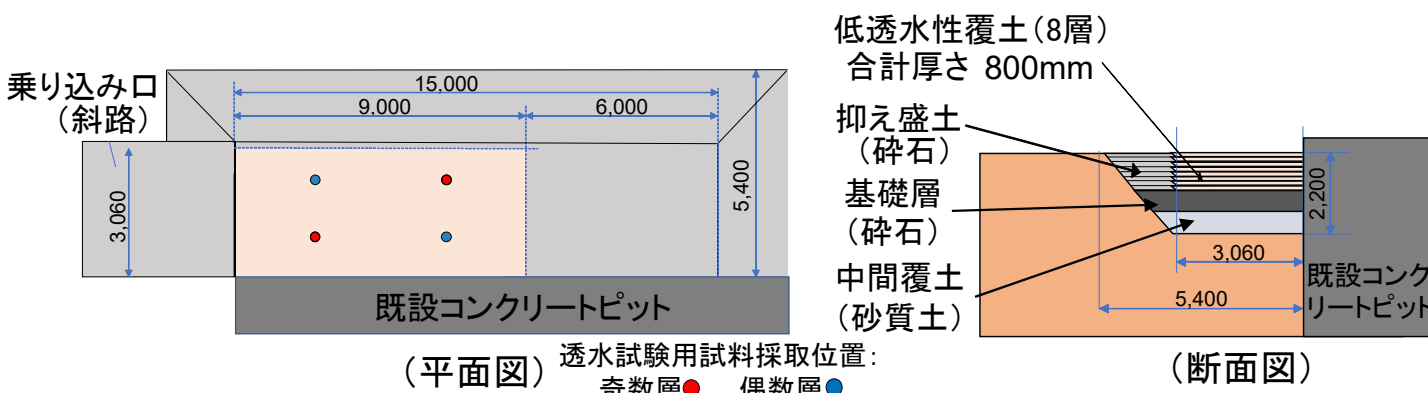 乗り込み口
（斜路）
15,000
9,000
6,000
3,060
5,400
既設コンクリートピット
（平面図）
透水試験用試料採取位置：
奇数層 偶数層
低透水性覆土（8層）
合計厚さ 800mm
抑え盛土
（砕石）
基礎層
（砕石）
中間覆土
（砂質土）
2,200
3,060
5,400
既設コンク
リートピット
（断面図）